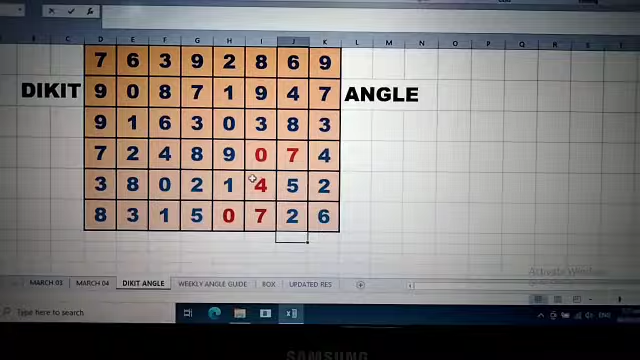 D E F G H I J K L M N O P Q R S
7 6 3 9 2 8 6 9
DIKIT 9 0 8 7 1 9 4 7 ANGLE
9 1 6 3 0 3 8 3
7 2 4 8 9 0 7 4
3 8 0 2 1 4 5 2
8 3 1 5 0 7 2 6
Activate Windows
MARCH 03 MARCH 04 DIKIT ANGLE WEEKLY ANGLE GUIDE BOX UPDATED RES
Type here to search ENG
SAMSUNG